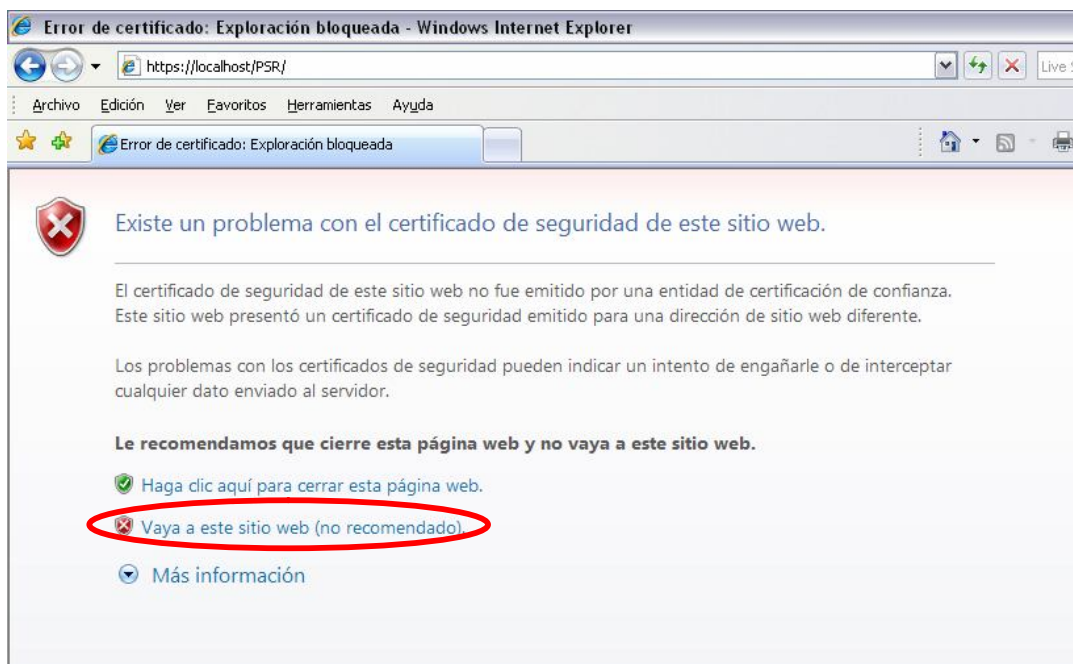 Error de certificado: Exploración bloqueada - Windows Internet Explorer
https://localhost/PSR/
Live
Archivo Edición Ver Favoritos Herramientas Ayuda
Error de certificado: Exploración bloqueada
Existe un problema con el certificado de seguridad de este sitio web.
El certificado de seguridad de este sitio web no fue emitido por una entidad de certificación de confianza.
Este sitio web presentó un certificado de seguridad emitido para una dirección de sitio web diferente.
Los problemas con los certificados de seguridad pueden indicar un intento de engañarle o de interceptar
cualquier dato enviado al servidor.
Le recomendamos que cierre esta página web y no vaya a este sitio web.
Haga clic aquí para cerrar esta página web.
Vaya a este sitio web (no recomendado).
Más información